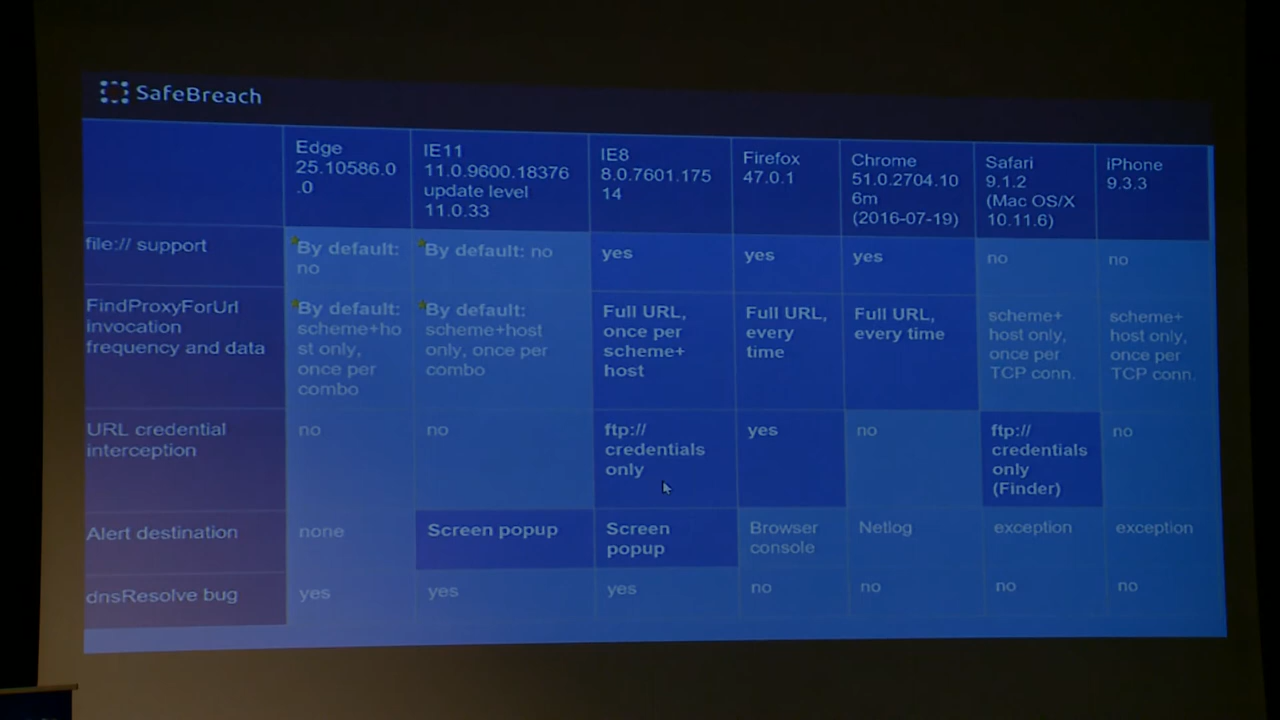 SafeBreach
Edge
25.10586.0
.0
IE11
11.0.9600.18376
update level
11.0.33
IE8
8.0.7601.175
14
Firefox
47.0.1
Chrome
51.0.2704.10
6m
(2016-07-19)
Safari
9.1.2
(Mac OS/X
10.11.6)
iPhone
9.3.3
file:// support
By default:
no
By default: no
yes
yes
yes
no
no
FindProxyForUrl
invocation
frequency and data
By default:
scheme+ho
st only,
once per
combo
By default:
scheme+host
only, once per
combo
Full URL,
once per
scheme+
host
Full URL,
every
time
Full URL,
every time
scheme+
host only,
once per
TCP conn.
scheme+
host only,
once per
TCP conn.
URL credential
interception
no
no
ftp://
credentials
only
yes
no
ftp://
credentials
only
(Finder)
no
Alert destination
none
Screen popup
Screen
popup
Browser
console
Netlog
exception
exception
dnsResolve bug
yes
yes
yes
no
no
no
no